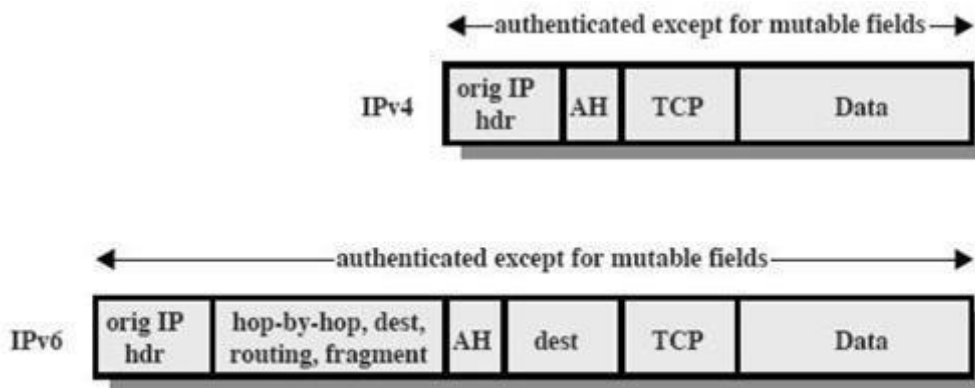 authenticated except for mutable fields
IPv4
orig IP
hdr
AH
TCP
Data
authenticated except for mutable fields
IPv6
orig IP
hdr
hop-by-hop, dest,
routing, fragment
AH
dest
TCP
Data